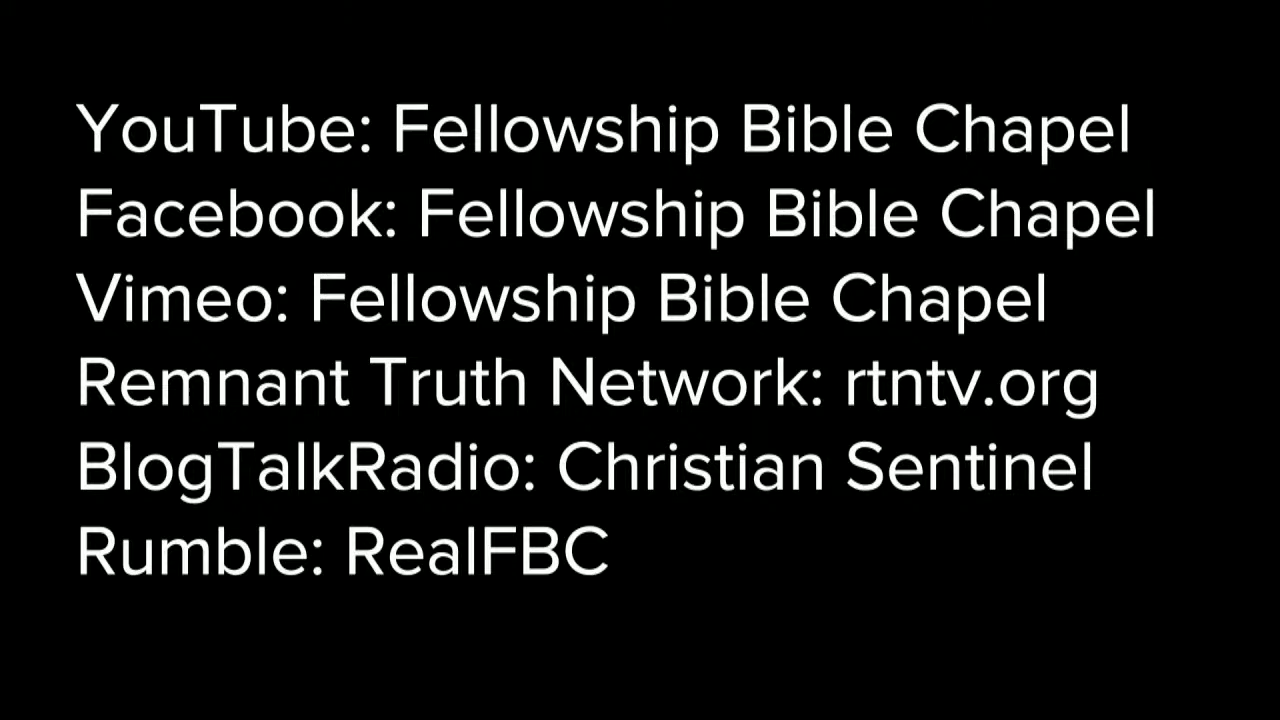 YouTube: Fellowship Bible Chapel
Facebook: Fellowship Bible Chapel
Vimeo: Fellowship Bible Chapel
Remnant Truth Network: rtntv.org
BlogTalkRadio: Christian Sentinel
Rumble: RealFBC